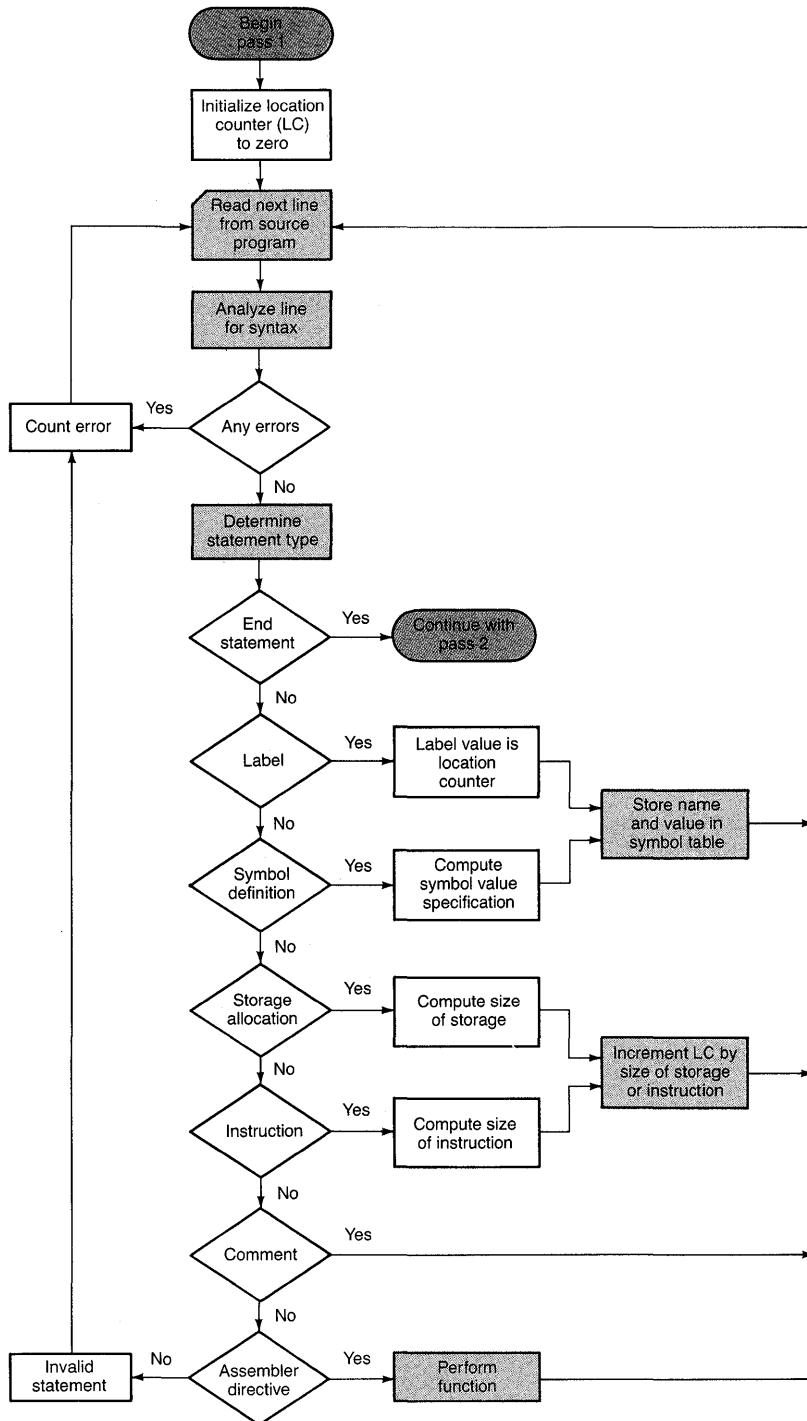 Begin
pass 1
Initialize location
counter (LC)
to zero
Read next line
from source
program
Analyze line
for syntax
Any errors
Yes
Count error
No
Determine
statement type
End
statement
Yes
Continue with
pass 2
No
Label
Yes
Label value is
location
counter
Store name
and value in
symbol table
No
Symbol
definition
Yes
Compute
symbol value
specification
No
Storage
allocation
Yes
Compute size
of storage
Increment LC by
size of storage
or instruction
No
Instruction
Yes
Compute size
of instruction
No
Comment
Yes
No
Assembler
directive
No
Invalid
statement
Yes
Perform
function